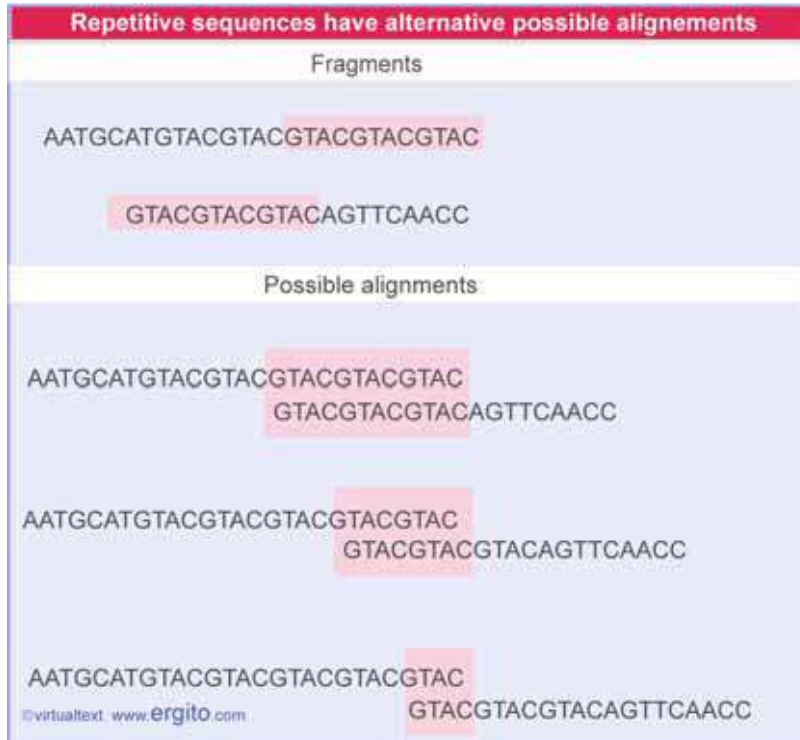 Repetitive sequences have alternative possible alignements
Fragments
AATGCATGTACGTACGTACGTACGTAC
GTACGTACGTACAGTTCAACC
Possible alignments
AATGCATGTACGTACGTACGTACGTAC
GTACGTACGTACAGTTCAACC
AATGCATGTACGTACGTACGTACGTAC
GTACGTACGTACAGTTCAACC
AATGCATGTACGTACGTACGTACGTAC
GTACGTACGTACAGTTCAACC
©virtualtext www.ergito.com